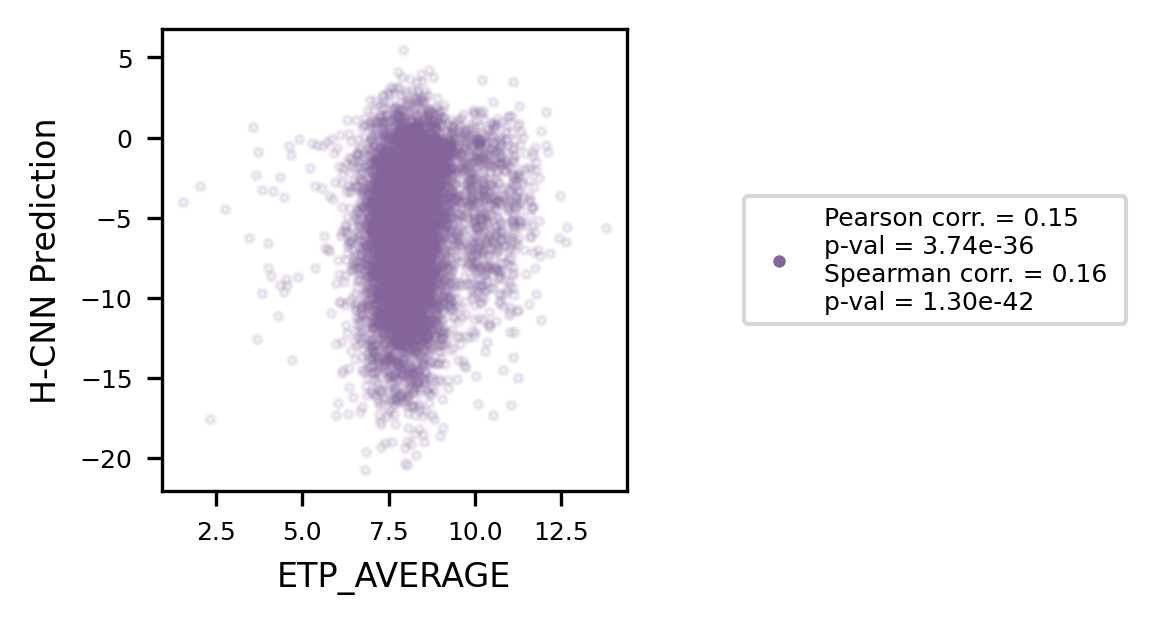 5
0
−5
−10
−15
−20
H-CNN Prediction
2.5 5.0 7.5 10.0 12.5
ETP_AVERAGE
Pearson corr. = 0.15
p-val = 3.74e-36
Spearman corr. = 0.16
p-val = 1.30e-42